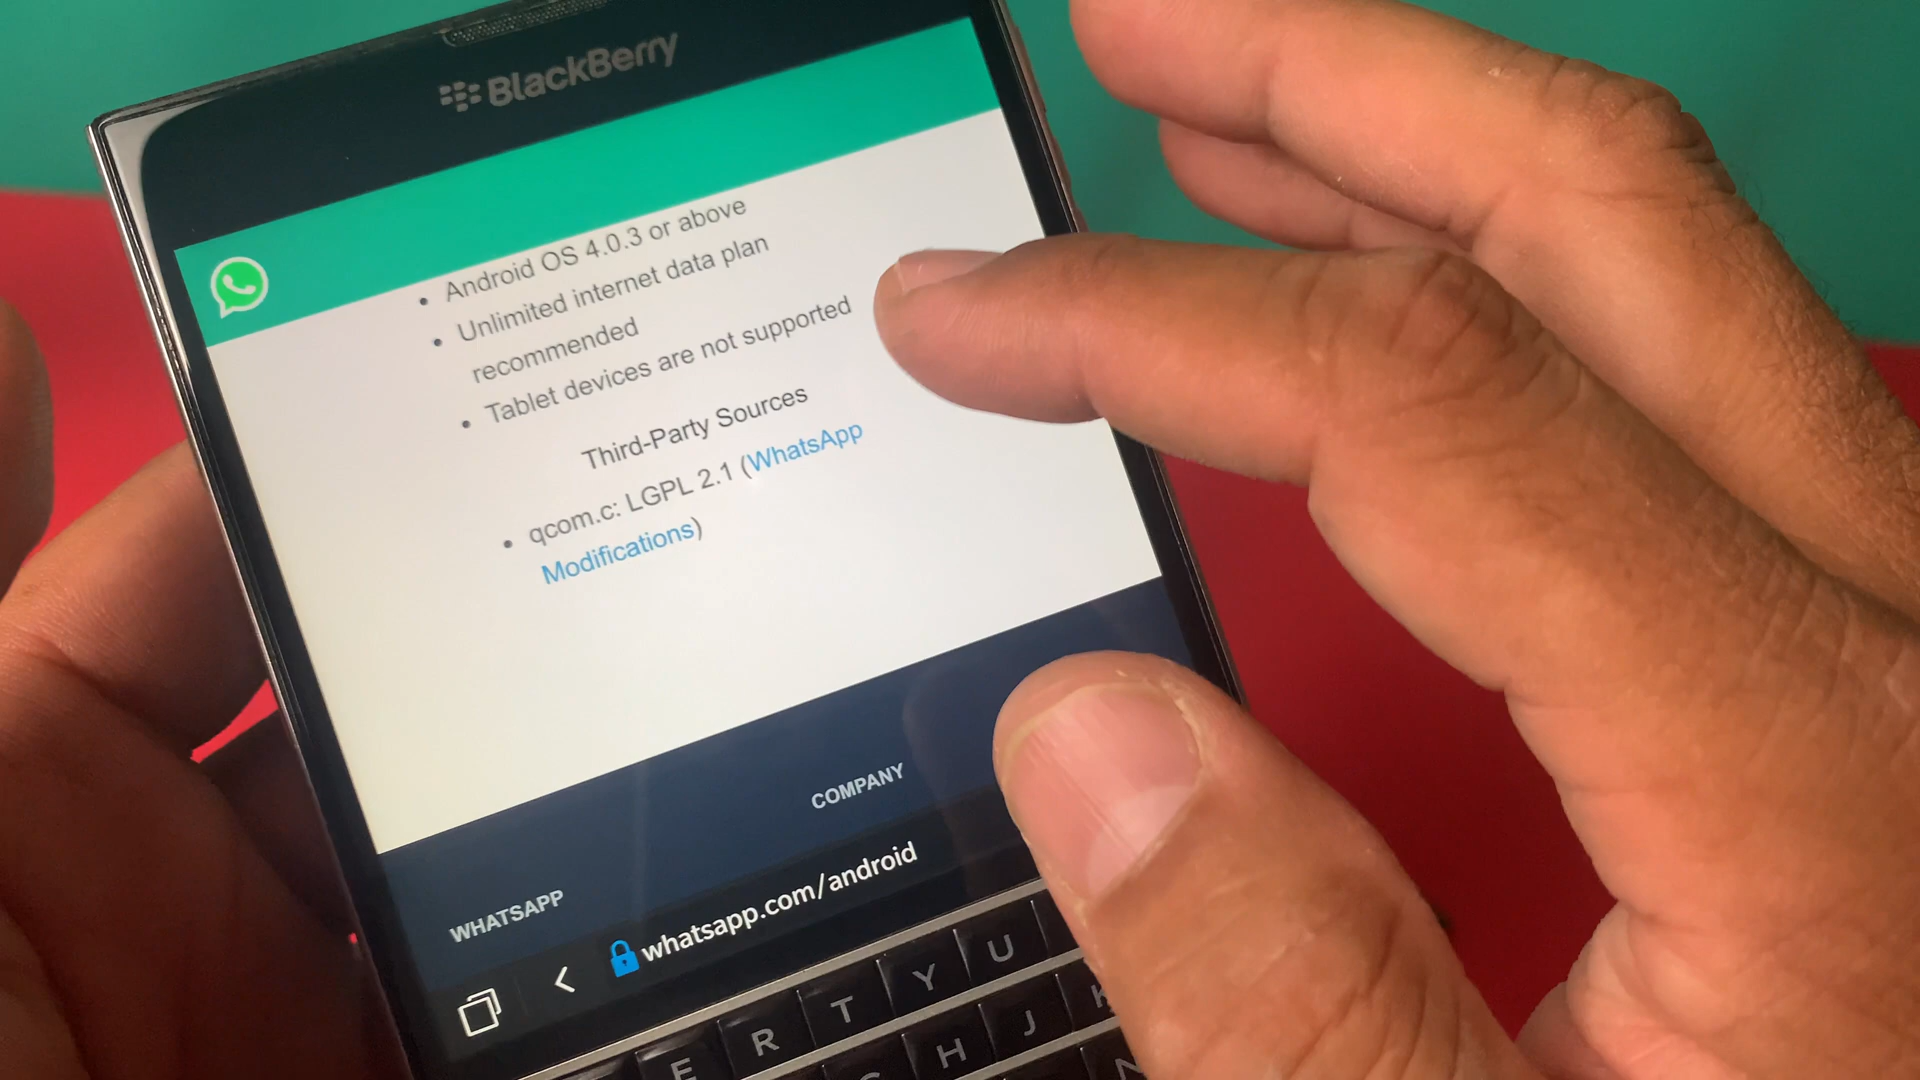 BlackBerry
Android OS 4.0.3 or above
Unlimited internet data plan
recommended
Tablet devices are not supported
Third-Party Sources
qcom.c: LGPL 2.1 (WhatsApp
Modifications)
WHATSAPP COMPANY
whatsapp.com/android
E R T Y U
H J K
N